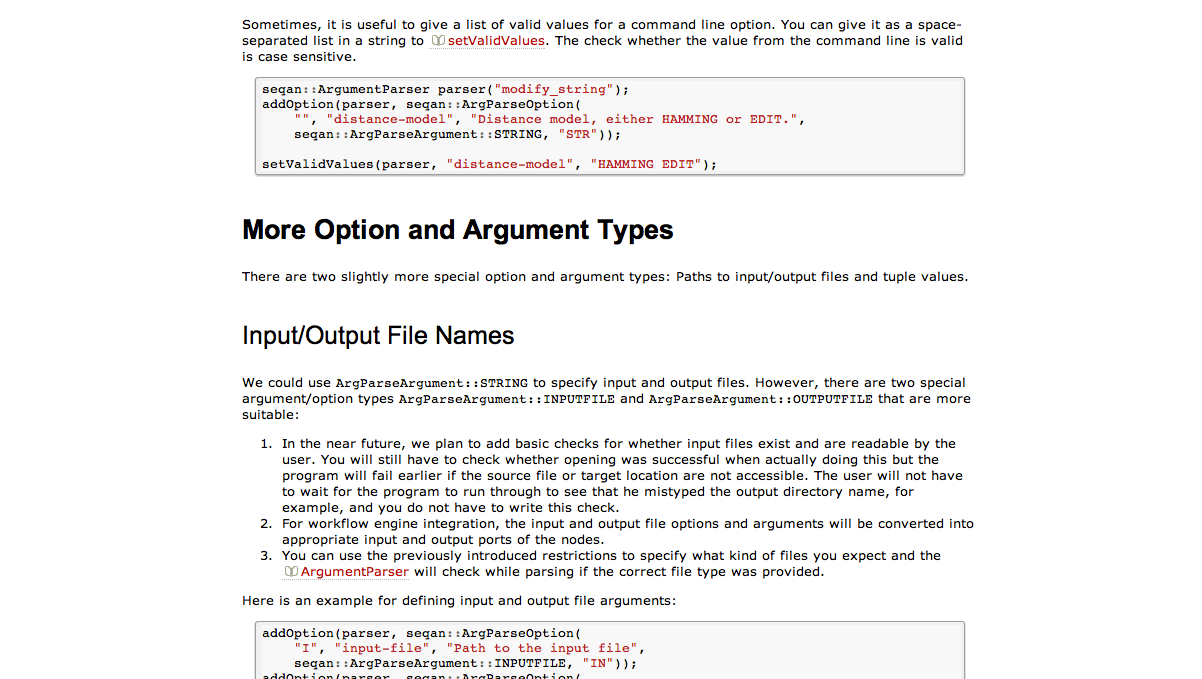 Sometimes, it is useful to give a list of valid values for a command line option. You can give it as a space-
separated list in a string to setValidValues. The check whether the value from the command line is valid
is case sensitive.
seqan::ArgumentParser parser("modify_string");
addOption(parser, seqan::ArgParseOption(
    "", "distance-model", "Distance model, either HAMMING or EDIT.",
    seqan::ArgParseArgument::STRING, "STR"));
setValidValues(parser, "distance-model", "HAMMING EDIT");
More Option and Argument Types
There are two slightly more special option and argument types: Paths to input/output files and tuple values.
Input/Output File Names
We could use ArgParseArgument::STRING to specify input and output files. However, there are two special
argument/option types ArgParseArgument::INPUTFILE and ArgParseArgument::OUTPUTFILE that are more
suitable:
1. In the near future, we plan to add basic checks for whether input files exist and are readable by the
user. You will still have to check whether opening was successful when actually doing this but the
program will fail earlier if the source file or target location are not accessible. The user will not have
to wait for the program to run through to see that he mistyped the output directory name, for
example, and you do not have to write this check.
2. For workflow engine integration, the input and output file options and arguments will be converted into
appropriate input and output ports of the nodes.
3. You can use the previously introduced restrictions to specify what kind of files you expect and the
ArgumentParser will check while parsing if the correct file type was provided.
Here is an example for defining input and output file arguments:
addOption(parser, seqan::ArgParseOption(
    "I", "input-file", "Path to the input file",
    seqan::ArgParseArgument::INPUTFILE, "IN"));
addOption(parser, seqan::ArgParseOption(